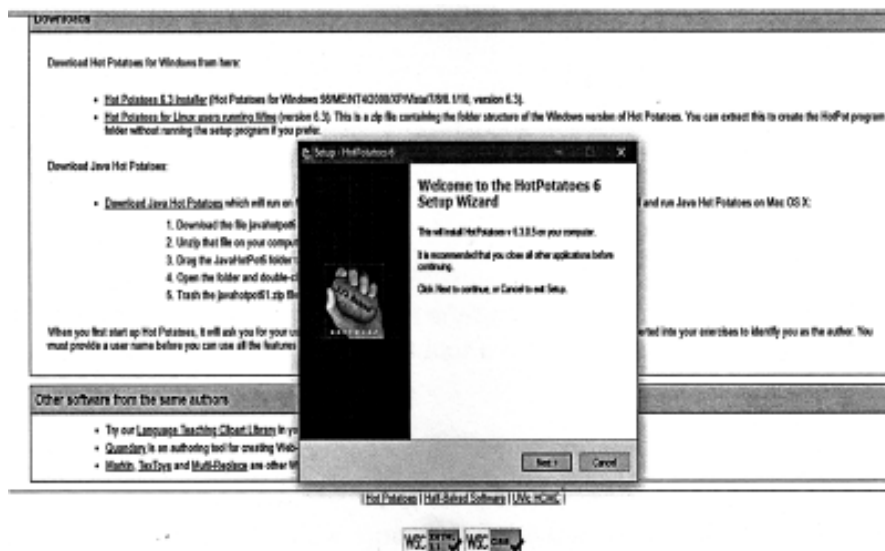 Downloads
Download Hot Potatoes for Windows from here:
Hot Potatoes 6.3 Installer (Hot Potatoes for Windows 98/ME/NT4/2000/XP/Vista/7/8/8.1/10, version 6.3).
Hot Potatoes for Linux users running Wine (version 6.3). This is a zip file containing the folder structure of the Windows version of Hot Potatoes. You can extract this to create the HotPot program
folder without running the setup program if you prefer.
Download Java Hot Potatoes:
Download Java Hot Potatoes which will run on
and run Java Hot Potatoes on Mac OS X:
1. Download the file javahotpot6
2. Unzip that file on your comput
3. Drag the JavaHotPot6 folder t
4. Open the folder and double-cl
5. Trash the javahotpot61.zip file
When you first start up Hot Potatoes, it will ask you for your us
erted into your exercises to identify you as the author. You
must provide a user name before you can use all the features
Setup - HotPotatoes 6
Welcome to the HotPotatoes 6
Setup Wizard
This will install HotPotatoes v 6.3.0.5 on your computer.
It is recommended that you close all other applications before
continuing.
Click Next to continue, or Cancel to exit Setup.
Next >
Cancel
Other software from the same authors
Try our Language Teaching Clipart Library in yo
Quandary is an authoring tool for creating Web-
Markin, TexToys and Multi-Replace are other W
| Hot Potatoes | Half-Baked Software | UVic HCMC |
W3C XHTML 1.1 W3C CSS